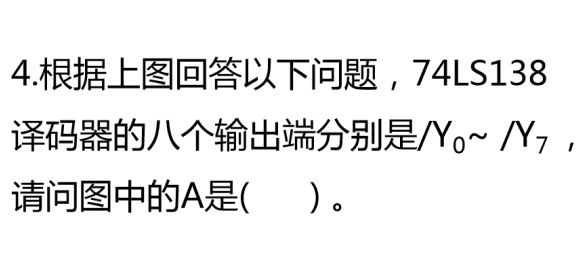 4.根据上图回答以下问题，74LS138
译码器的八个输出端分别是/Y₀~ /Y₇ ，
请问图中的A是(      ) 。